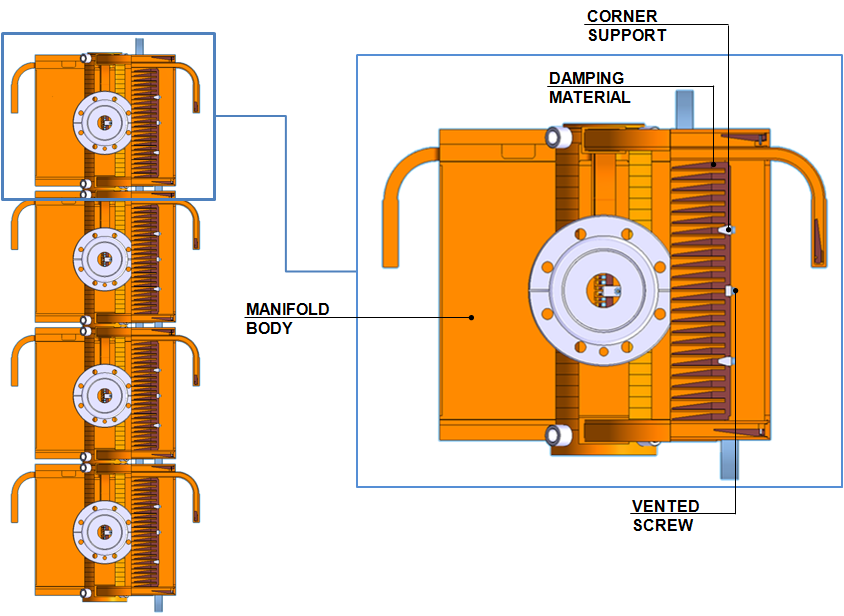 CORNER
SUPPORT
DAMPING
MATERIAL
MANIFOLD
BODY
VENTED
SCREW